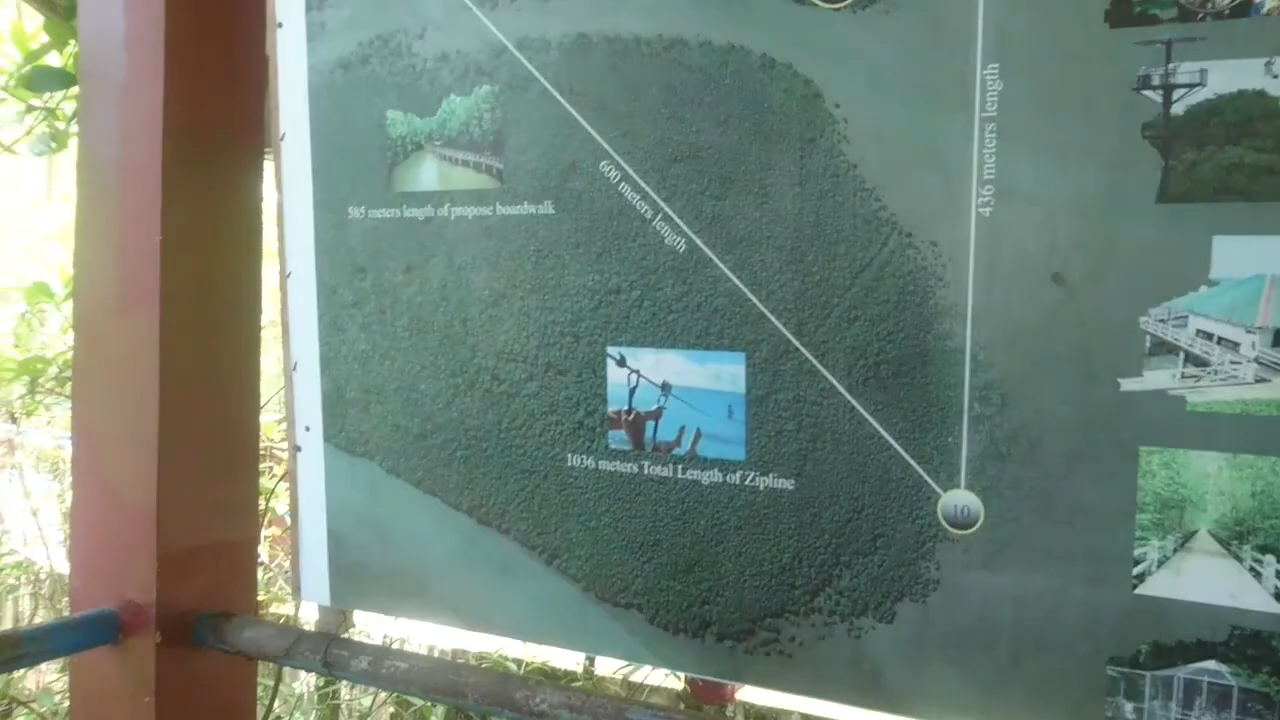 436 meters length
600 meters length
585 meters length of propose boardwalk
1036 meters Total Length of Zipline
10